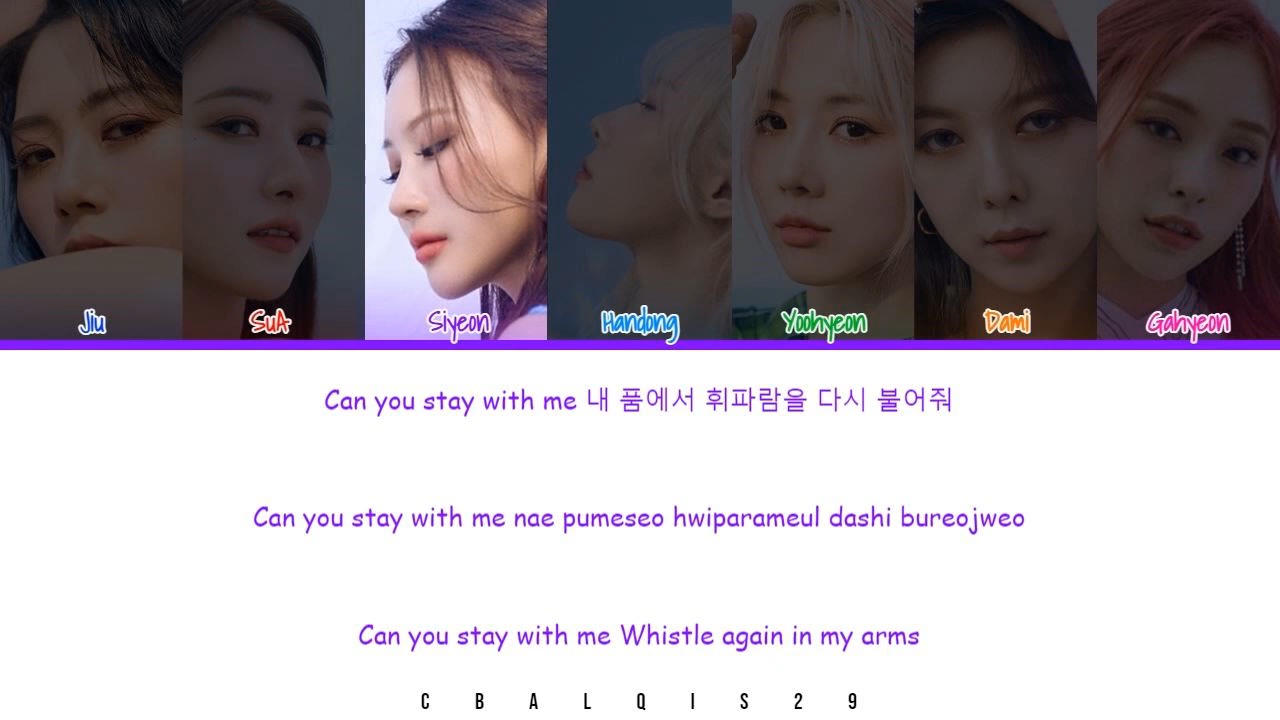 Jiu SuA Siyeon Handong Yoohyeon Dami Gahyeon
Can you stay with me 내 품에서 휘파람을 다시 불어줘
Can you stay with me nae pumeseo hwiparameul dashi bureojweo
Can you stay with me Whistle again in my arms
CBALQIS29